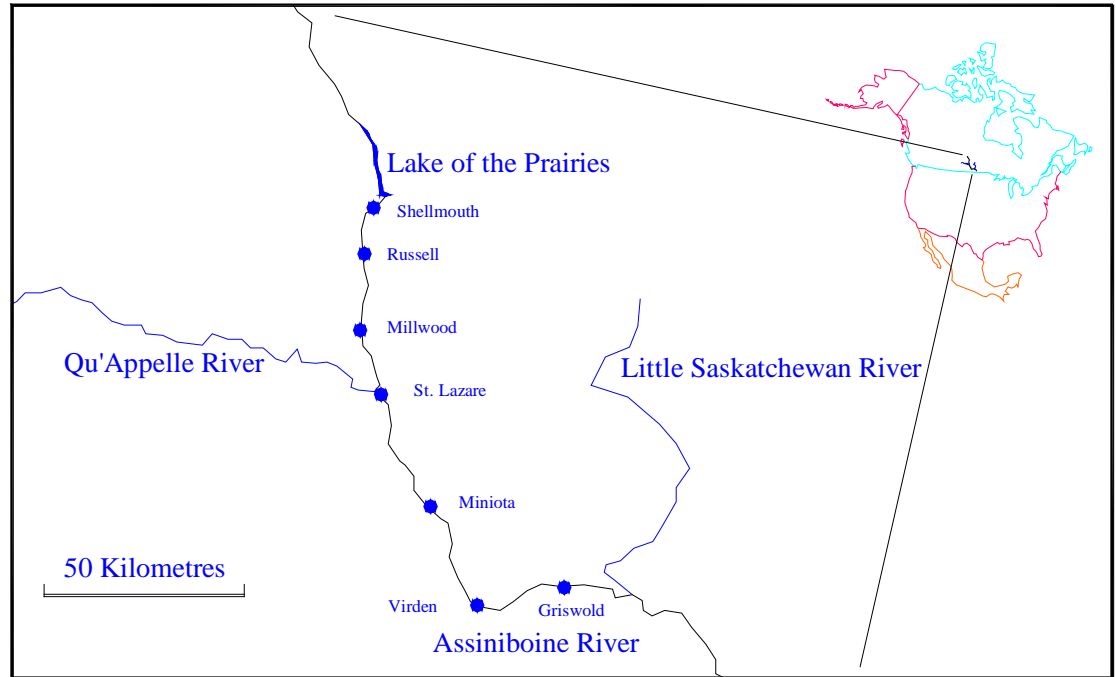 Lake of the Prairies
Shellmouth
Russell
Millwood
Qu'Appelle River
Little Saskatchewan River
St. Lazare
Miniota
50 Kilometres
Virden
Griswold
Assiniboine River